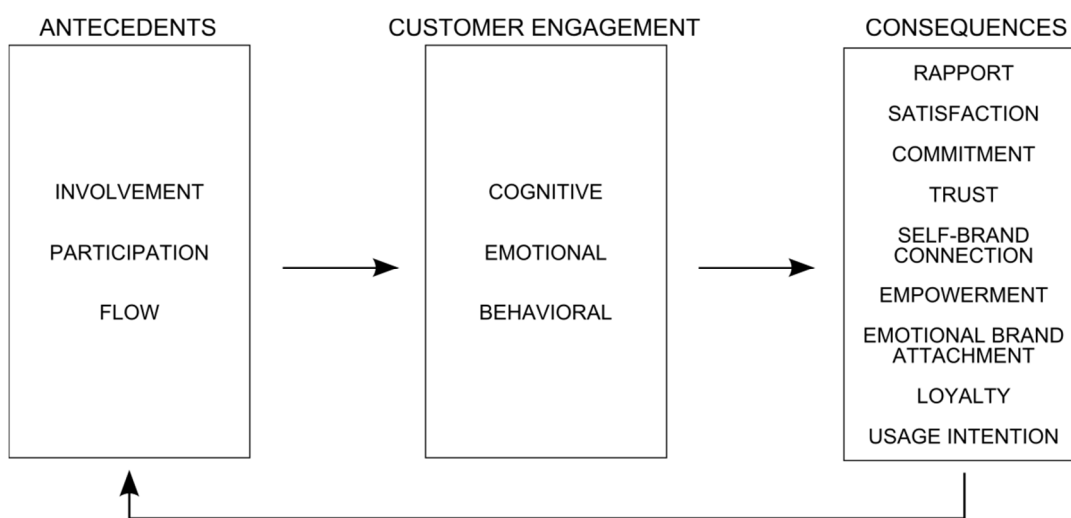 ANTECEDENTS
INVOLVEMENT
PARTICIPATION
FLOW
CUSTOMER ENGAGEMENT
COGNITIVE
EMOTIONAL
BEHAVIORAL
CONSEQUENCES
RAPPORT
SATISFACTION
COMMITMENT
TRUST
SELF-BRAND
CONNECTION
EMPOWERMENT
EMOTIONAL BRAND
ATTACHMENT
LOYALTY
USAGE INTENTION